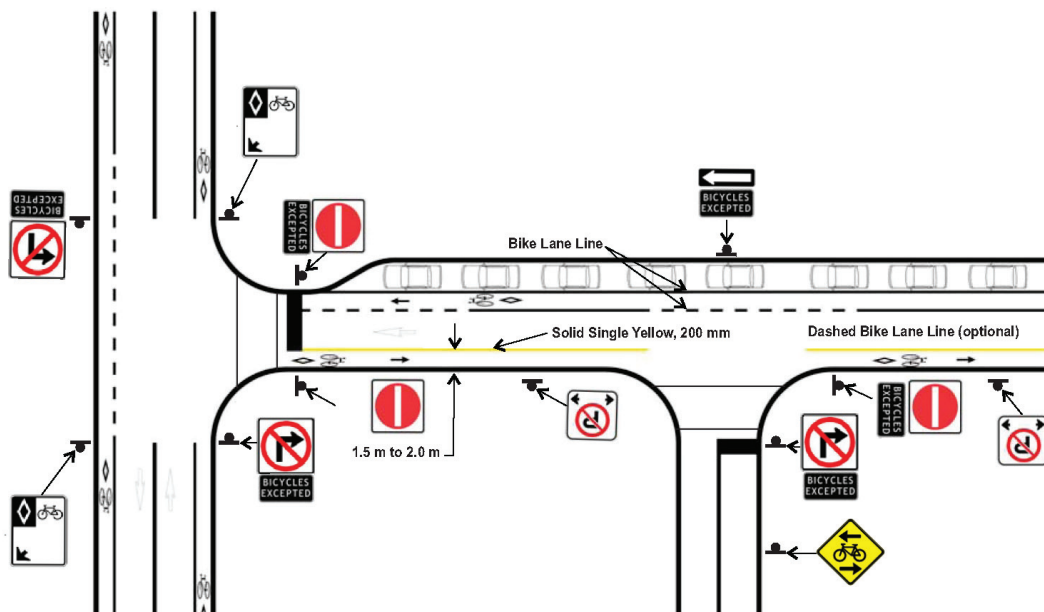 BICYCLES
EXCEPTED
BICYCLES
EXCEPTED
BICYCLES
EXCEPTED
Bike Lane Line
Solid Single Yellow, 200 mm
Dashed Bike Lane Line (optional)
1.5 m to 2.0 m
BICYCLES
EXCEPTED
BICYCLES
EXCEPTED
BICYCLES
EXCEPTED